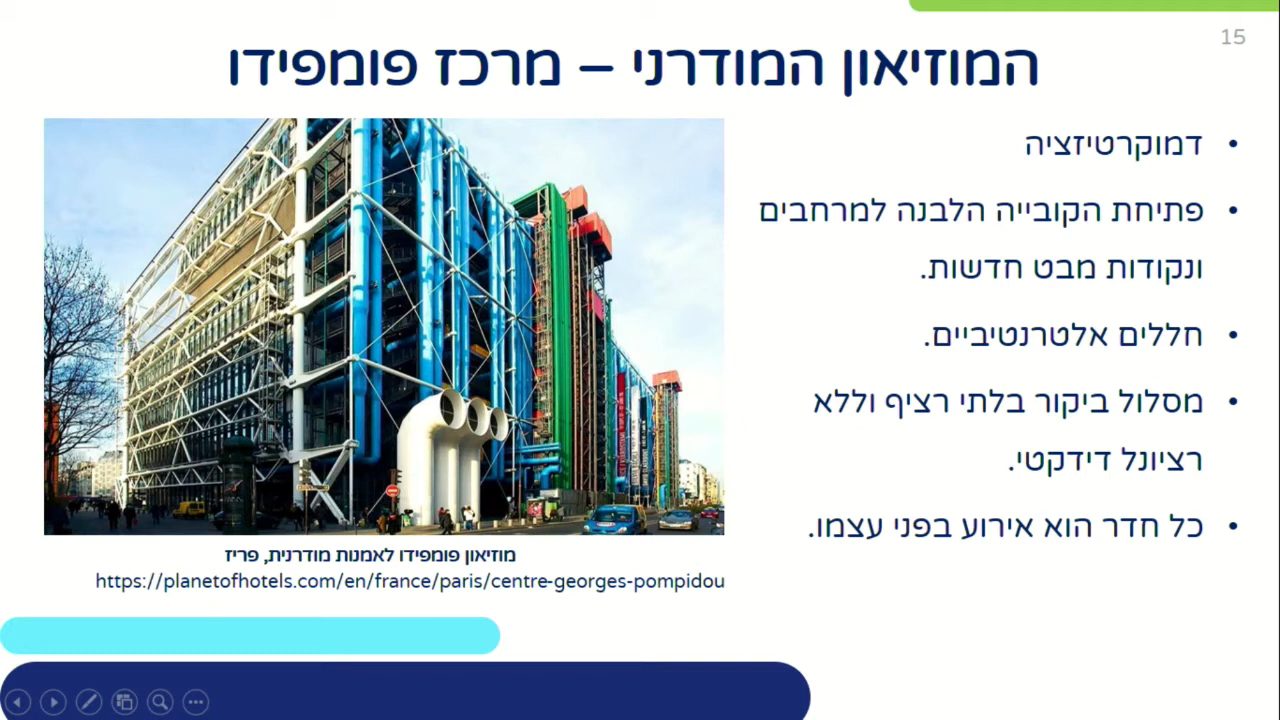 15
המוזיאון המודרני – מרכז פומפידו
• דמוקרטיזציה
• פתיחת הקובייה הלבנה למרחבים
ונקודות מבט חדשות.
• חללים אלטרנטיביים.
• מסלול ביקור בלתי רציף וללא
רציונל דידקטי.
• כל חדר הוא אירוע בפני עצמו.
מוזיאון פומפידו לאמנות מודרנית, פריז
https://planetofhotels.com/en/france/paris/centre-georges-pompidou